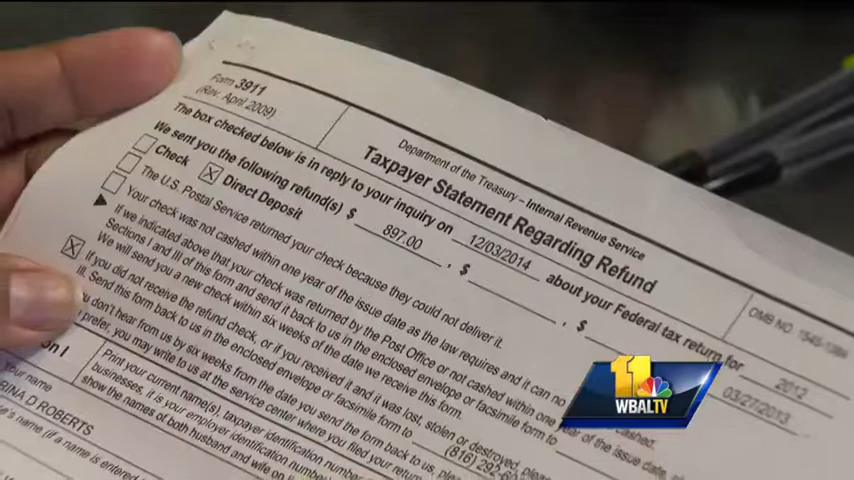 Form 3911
(Rev. April 2009)
Department of the Treasury – Internal Revenue Service
Taxpayer Statement Regarding Refund
OMB NO.
The box checked below is in reply to your inquiry on 12/03/2014 about your Federal tax return for 2012
We sent you the following refund(s) $ 897.00 , $ , $ 03/27/2013
Check X Direct Deposit
The U.S. Postal Service returned your check because they could not deliver it.
Your check was not cashed within one year of the issue date as the law requires and it can no
If we indicated above that your check was returned by the Post Office or not cashed within one year of the issue date,
Sections I and III of this form and send it back to us in the enclosed envelope or facsimile form to
We will send you a new check within six weeks of the date we receive this form.
X If you did not receive the refund check, or if you received it and it was lost, stolen or destroyed,
III. Send this form back to us in the enclosed envelope or facsimile form to (816) 292-
don't hear from us by six weeks from the date you send the form back to us,
prefer, you may write to us at the service center where you filed your return
on I
Print your current name(s), taxpayer identification
businesses, it is your employer identification number
show the names of both husband and wife on
your name
RINA D ROBERTS
name (if a name is entered
cashed.
11
WBALTV